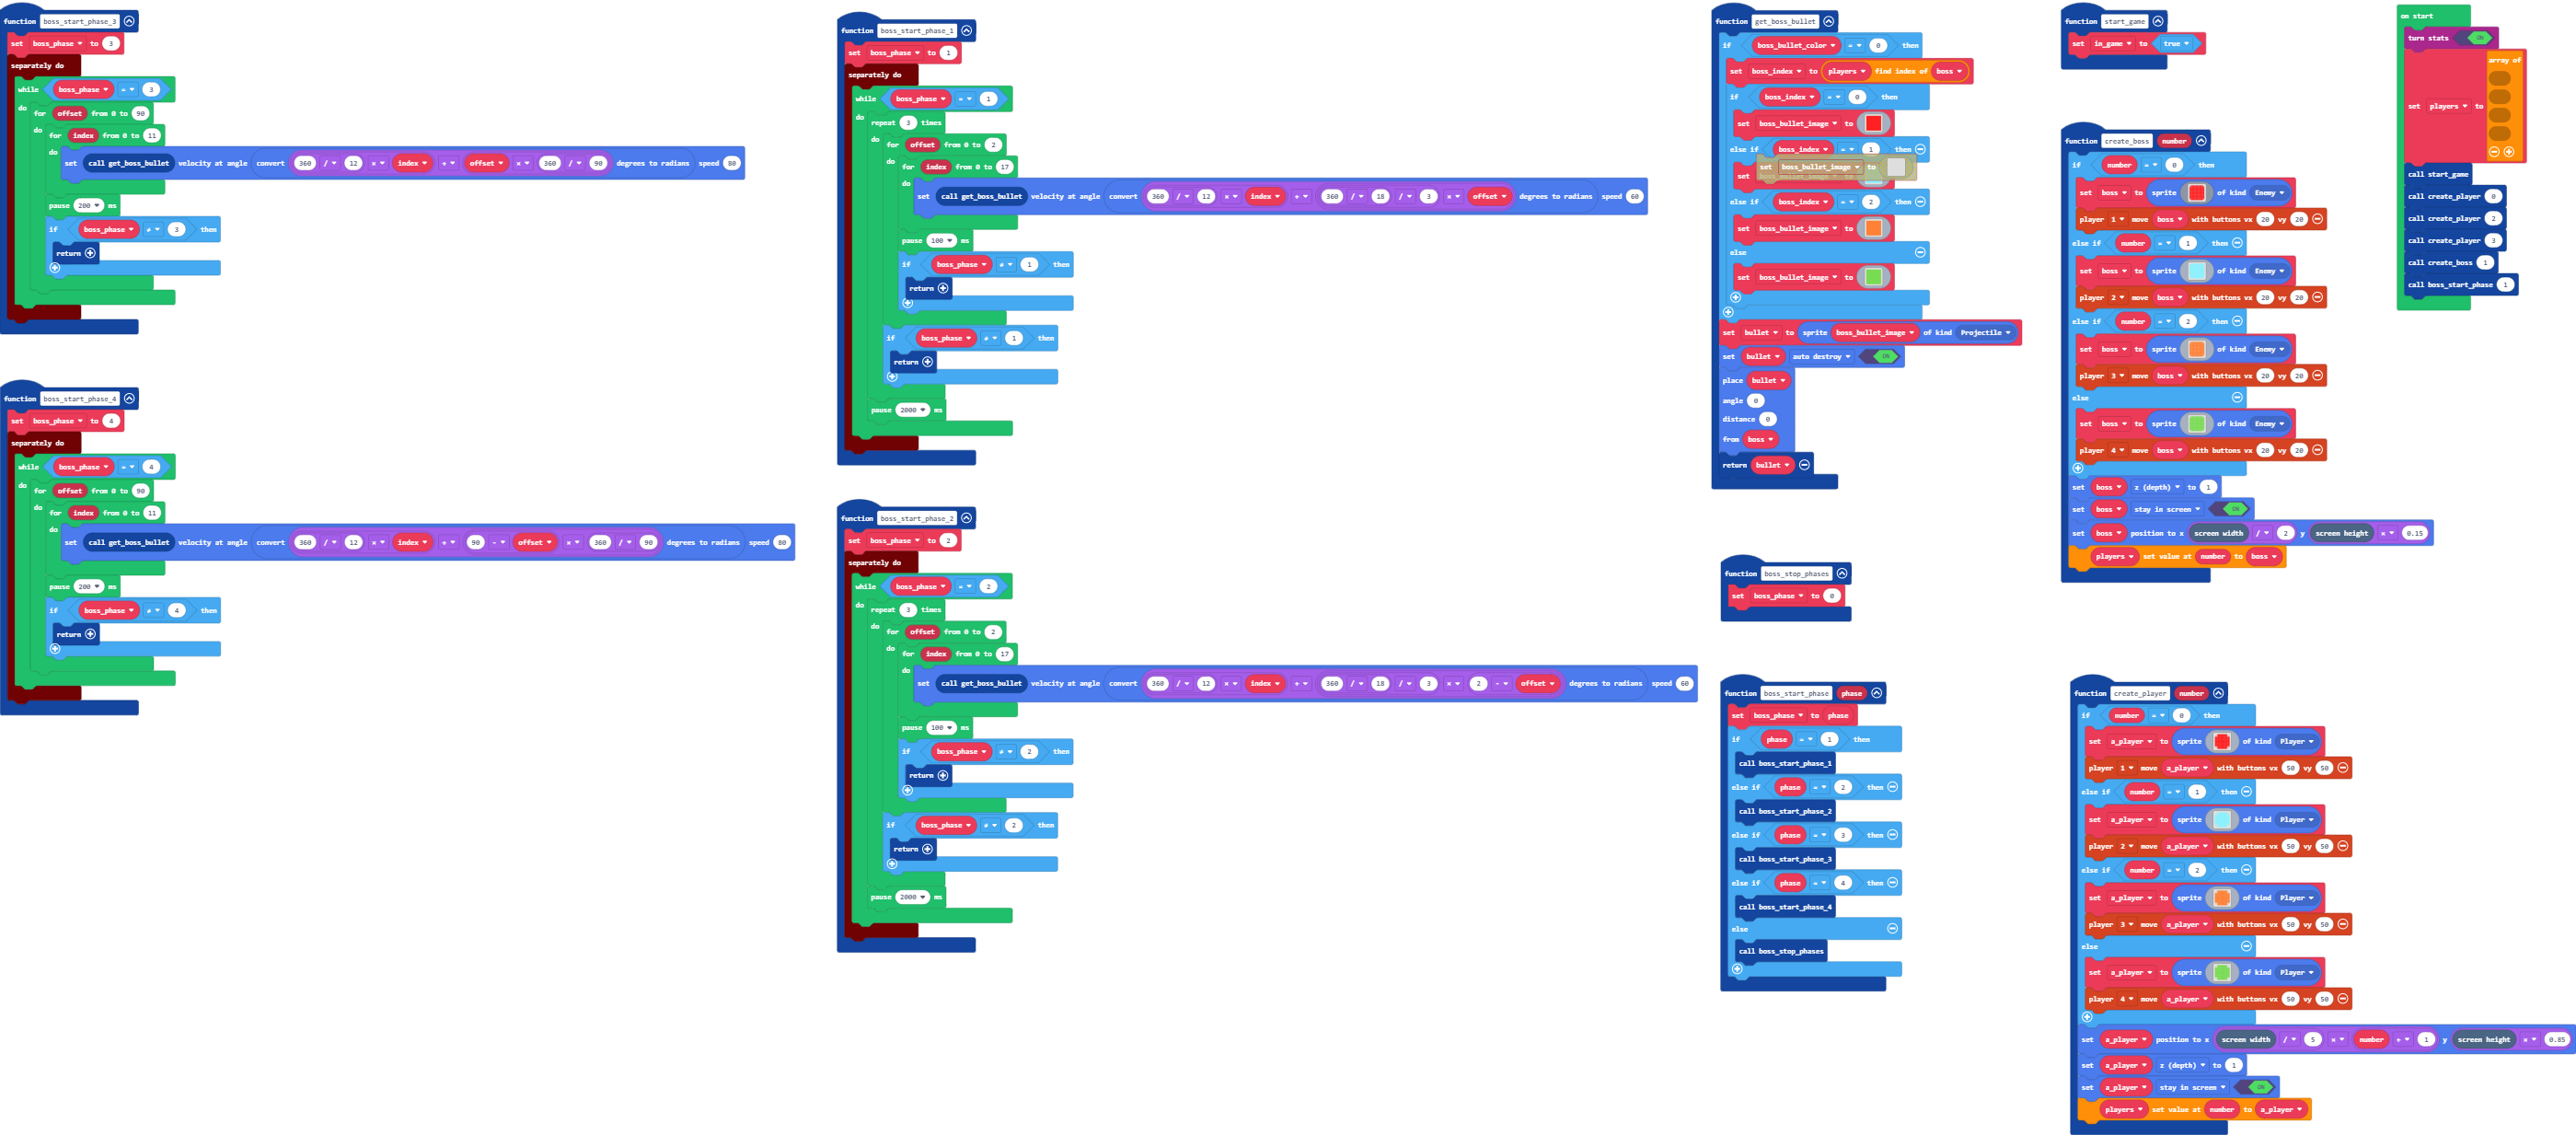 function boss_start_phase_3
set boss_phase to 3
separately do
while boss_phase = 3
do for offset from 0 to 90
do for index from 0 to 11
do set call get_boss_bullet velocity at angle convert 360 / 12 × index + offset × 360 / 90 degrees to radians speed 80
pause 200 ms
if boss_phase ≠ 3 then
return
function boss_start_phase_4
set boss_phase to 4
separately do
while boss_phase = 4
do for offset from 0 to 90
do for index from 0 to 11
do set call get_boss_bullet velocity at angle convert 360 / 12 × index + 90 - offset × 360 / 90 degrees to radians speed 80
pause 200 ms
if boss_phase ≠ 4 then
return
function boss_start_phase_1
set boss_phase to 1
separately do
while boss_phase = 1
do repeat 3 times
do for offset from 0 to 2
do for index from 0 to 17
do set call get_boss_bullet velocity at angle convert 360 / 12 × index + 360 / 18 / 3 × offset degrees to radians speed 60
pause 100 ms
if boss_phase ≠ 1 then
return
if boss_phase ≠ 1 then
return
pause 2000 ms
function boss_start_phase_2
set boss_phase to 2
separately do
while boss_phase = 2
do repeat 3 times
do for offset from 0 to 2
do for index from 0 to 17
do set call get_boss_bullet velocity at angle convert 360 / 12 × index + 360 / 18 / 3 × 2 - offset degrees to radians speed 60
pause 100 ms
if boss_phase ≠ 2 then
return
if boss_phase ≠ 2 then
return
pause 2000 ms
function get_boss_bullet
if boss_bullet_color = 0 then
set boss_index to players find index of boss
if boss_index = 0 then
set boss_bullet_image to
else if boss_index = 1 then
set boss_bullet_image to
set
else if boss_index = 2 then
set boss_bullet_image to
else
set boss_bullet_image to
set bullet to sprite boss_bullet_image of kind Projectile
set bullet auto destroy ON
place bullet
angle 0
distance 0
from boss
return bullet
function boss_stop_phases
set boss_phase to 0
function boss_start_phase phase
set boss_phase to phase
if phase = 1 then
call boss_start_phase_1
else if phase = 2 then
call boss_start_phase_2
else if phase = 3 then
call boss_start_phase_3
else if phase = 4 then
call boss_start_phase_4
else
call boss_stop_phases
function start_game
set in_game to true
function create_boss number
if number = 0 then
set boss to sprite of kind Enemy
player 1 move boss with buttons vx 20 vy 20
else if number = 1 then
set boss to sprite of kind Enemy
player 2 move boss with buttons vx 20 vy 20
else if number = 2 then
set boss to sprite of kind Enemy
player 3 move boss with buttons vx 20 vy 20
else
set boss to sprite of kind Enemy
player 4 move boss with buttons vx 20 vy 20
set boss z (depth) to 1
set boss stay in screen ON
set boss position to x screen width / 2 y screen height × 0.15
players set value at number to boss
function create_player number
if number = 0 then
set a_player to sprite of kind Player
player 1 move a_player with buttons vx 50 vy 50
else if number = 1 then
set a_player to sprite of kind Player
player 2 move a_player with buttons vx 50 vy 50
else if number = 2 then
set a_player to sprite of kind Player
player 3 move a_player with buttons vx 50 vy 50
else
set a_player to sprite of kind Player
player 4 move a_player with buttons vx 50 vy 50
set a_player position to x screen width / 5 × number + 1 y screen height × 0.85
set a_player z (depth) to 1
set a_player stay in screen ON
players set value at number to a_player
on start
turn stats ON
array of
set players to
call start_game
call create_player 0
call create_player 2
call create_player 3
call create_boss 1
call boss_start_phase 1